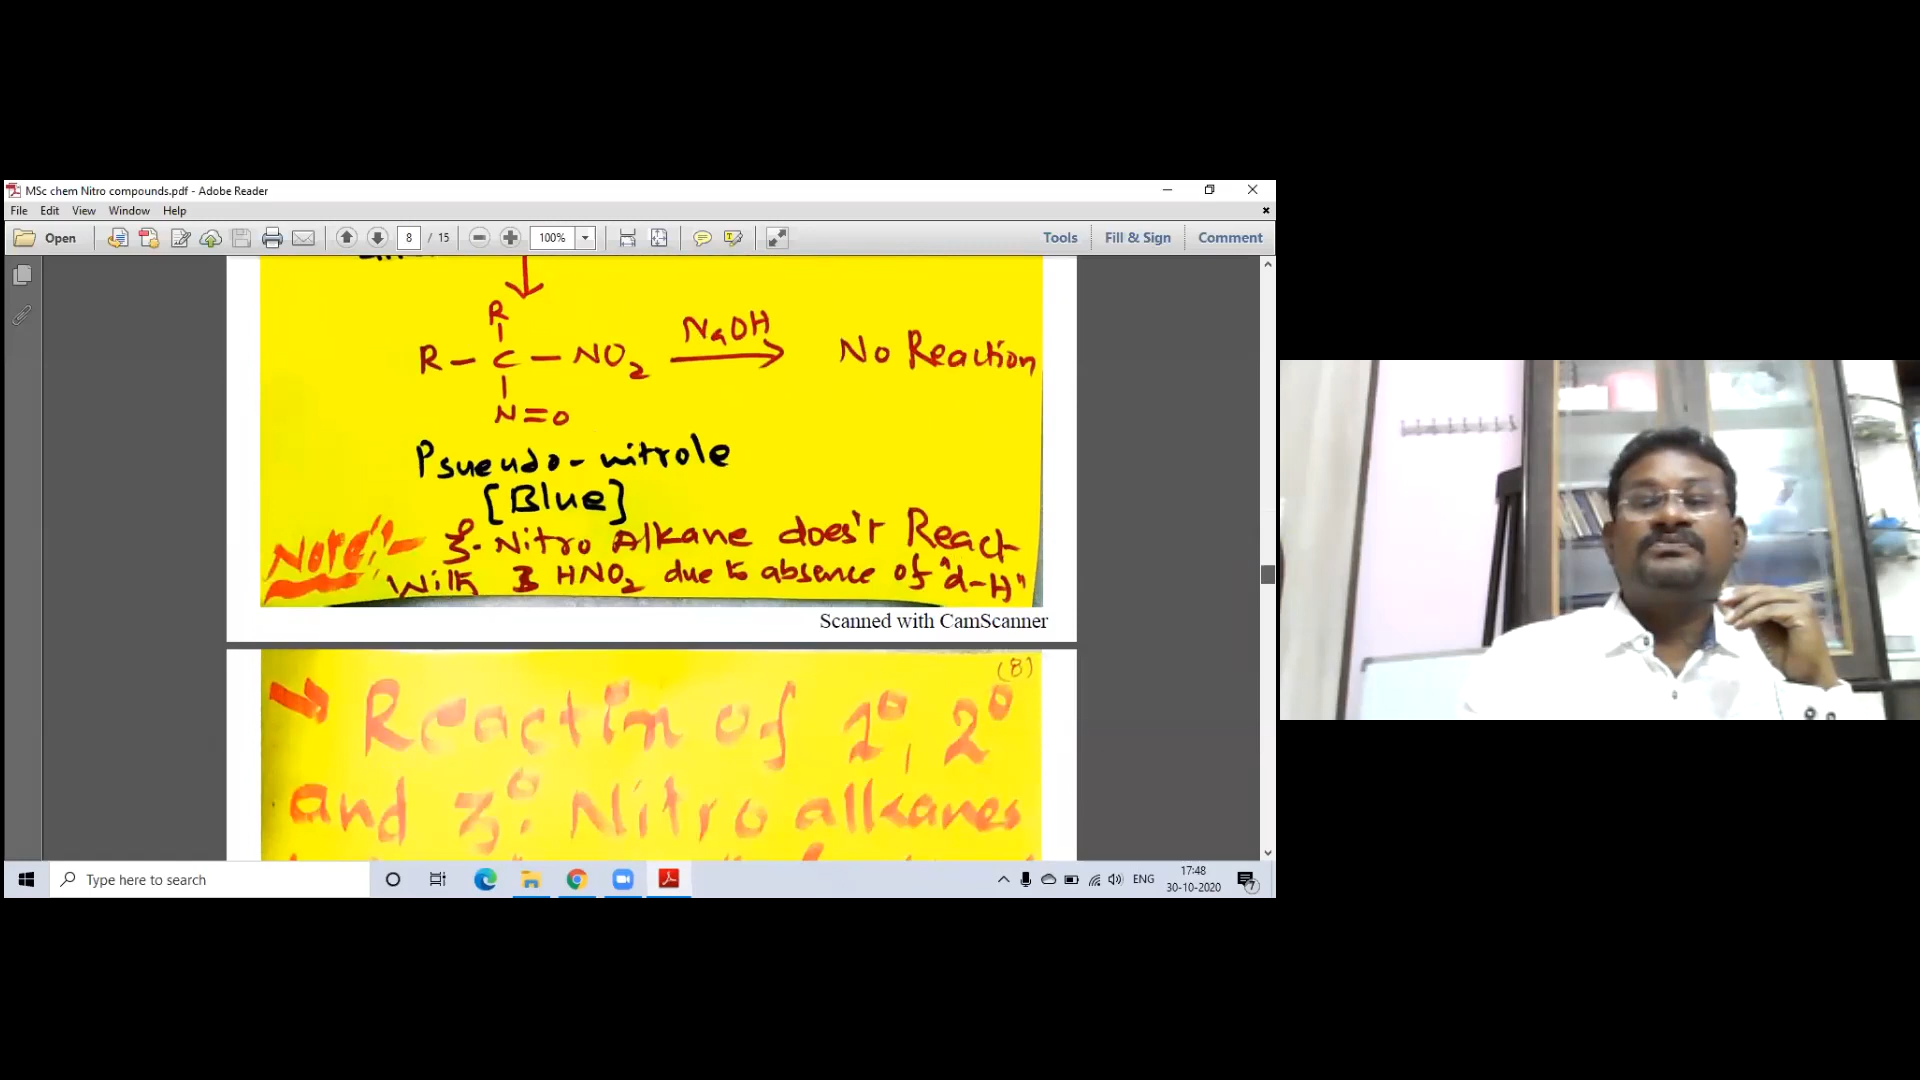 MSc chem Nitro compounds.pdf - Adobe Reader
File Edit View Window Help
Open 8 / 15 100% Tools Fill & Sign Comment
R
R - C - NO2 NaOH No Reaction
N=O
Psuendo-nitrole
[Blue]
Note:- 3°. Nitro Alkane does't React
With HNO2 due to absence of "α-H"
Scanned with CamScanner
(8)
Reactin of 1°, 2°
and 3°. Nitro alkanes
Type here to search
ENG
17:48
30-10-2020
7